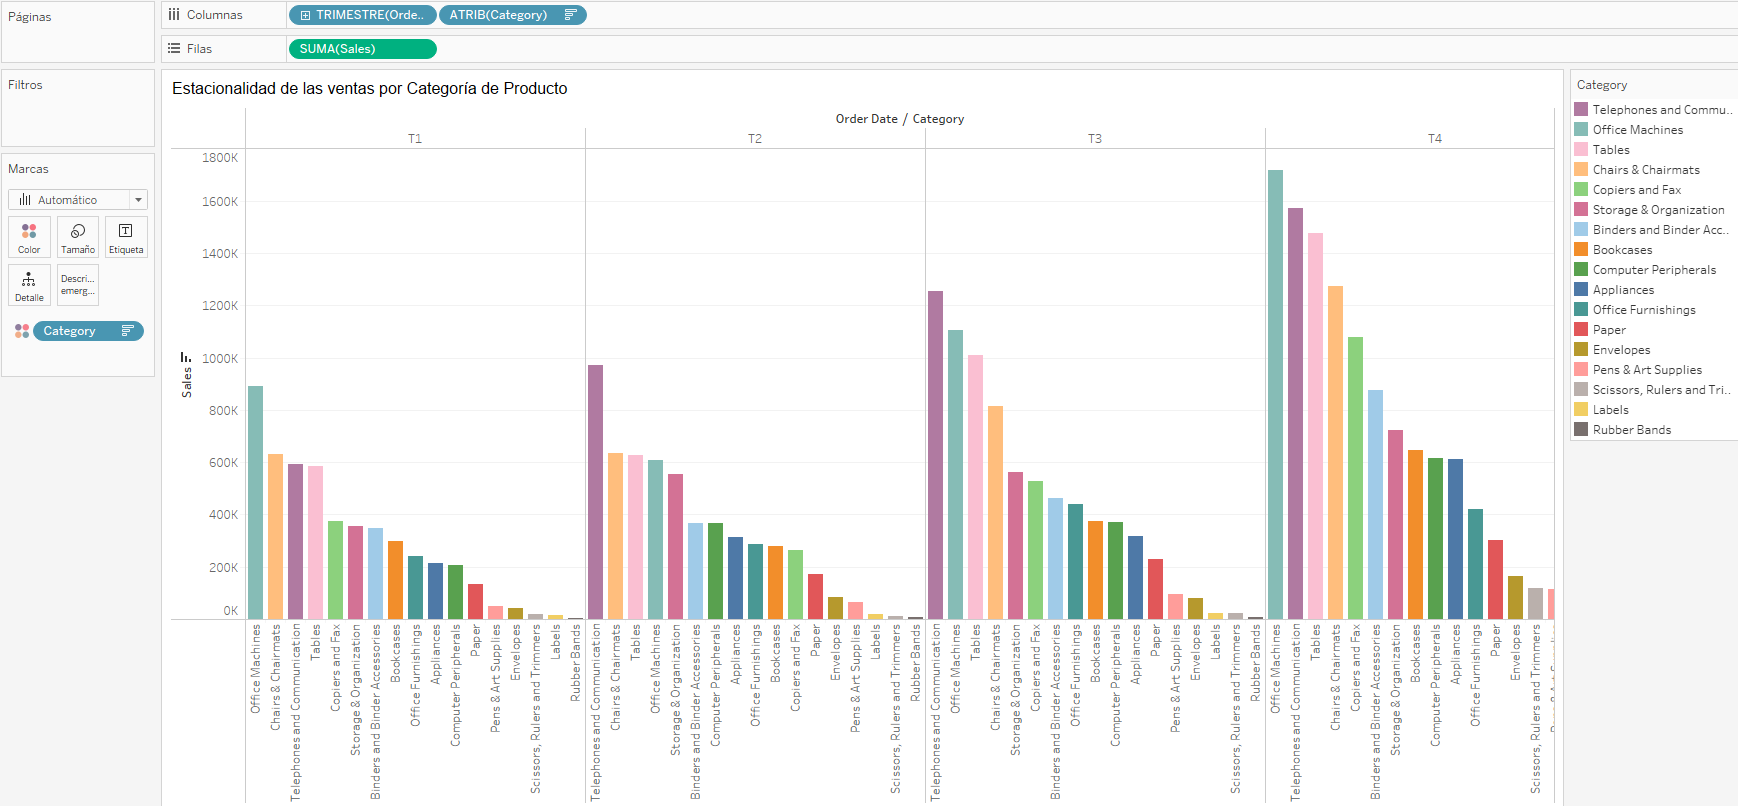 Páginas
Columnas
TRIMESTRE(Orde..
ATRIB(Category)
Filas
SUMA(Sales)
Filtros
Marcas
Automático
Color
Tamaño
Etiqueta
Detalle
Descri...
emerg...
Category
Estacionalidad de las ventas por Categoría de Producto
Order Date / Category
T1
T2
T3
T4
Sales
1800K
1600K
1400K
1200K
1000K
800K
600K
400K
200K
0K
Office Machines
Chairs & Chairmats
Telephones and Communication
Tables
Copiers and Fax
Storage & Organization
Binders and Binder Accessories
Bookcases
Office Furnishings
Appliances
Computer Peripherals
Paper
Pens & Art Supplies
Envelopes
Scissors, Rulers and Trimmers
Labels
Rubber Bands
Telephones and Communication
Chairs & Chairmats
Tables
Office Machines
Storage & Organization
Binders and Binder Accessories
Computer Peripherals
Appliances
Office Furnishings
Bookcases
Copiers and Fax
Paper
Envelopes
Pens & Art Supplies
Labels
Scissors, Rulers and Trimmers
Rubber Bands
Telephones and Communication
Office Machines
Tables
Chairs & Chairmats
Storage & Organization
Copiers and Fax
Binders and Binder Accessories
Office Furnishings
Bookcases
Computer Peripherals
Appliances
Paper
Pens & Art Supplies
Envelopes
Labels
Scissors, Rulers and Trimmers
Rubber Bands
Office Machines
Telephones and Communication
Tables
Chairs & Chairmats
Copiers and Fax
Binders and Binder Accessories
Storage & Organization
Bookcases
Computer Peripherals
Appliances
Office Furnishings
Paper
Envelopes
Scissors, Rulers and Trimmers
Category
Telephones and Commu..
Office Machines
Tables
Chairs & Chairmats
Copiers and Fax
Storage & Organization
Binders and Binder Acc..
Bookcases
Computer Peripherals
Appliances
Office Furnishings
Paper
Envelopes
Pens & Art Supplies
Scissors, Rulers and Tri..
Labels
Rubber Bands